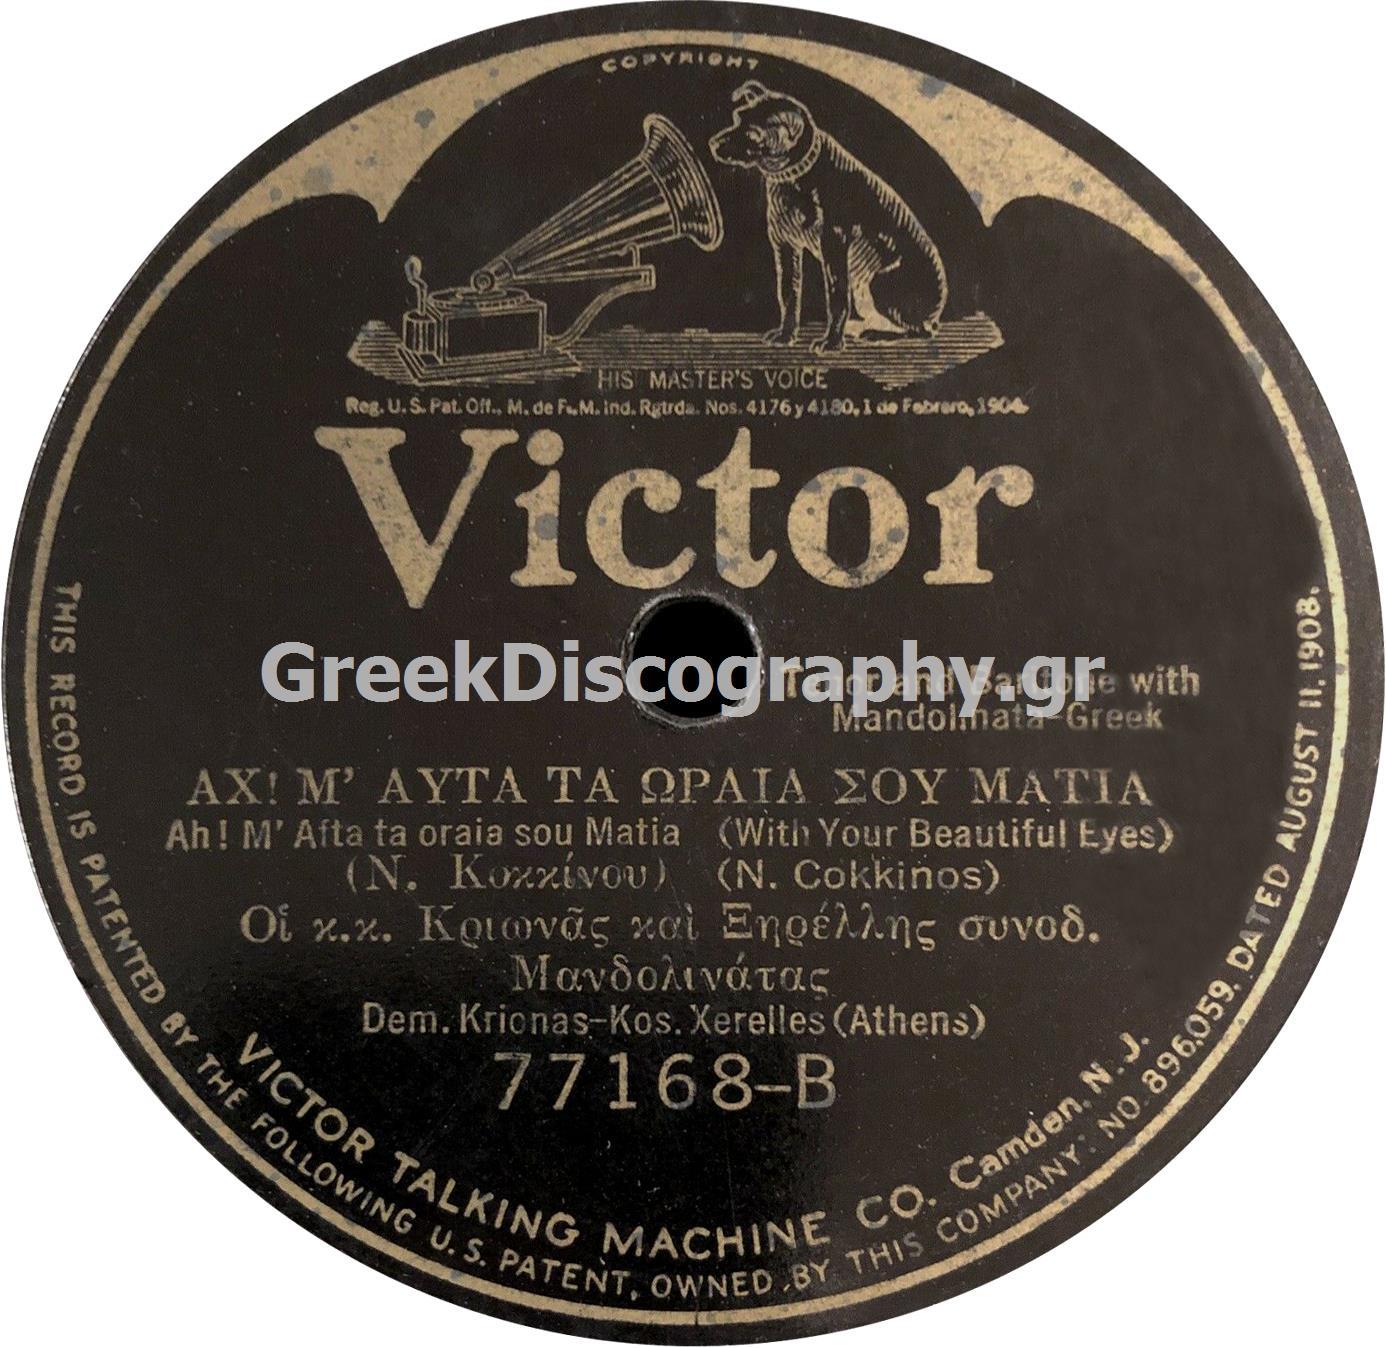 COPYRIGHT
HIS MASTER'S VOICE
Reg. U. S. Pat. Off., M. de F. M. Ind. Rgtrda. Nos. 4176 y 4180, 1 de Febrero, 1904.
Victor
GreekDiscography.gr
Tenor and Baritone with
Mandolinata-Greek
ΑΧ! Μ' ΑΥΤΑ ΤΑ ΩΡΑΙΑ ΣΟΥ ΜΑΤΙΑ
Ah! M' Afta ta oraia sou Matia (With Your Beautiful Eyes)
(Ν. Κοκκίνου) (N. Cokkinos)
Οἱ κ.κ. Κριωνᾶς καὶ Ξηρέλλης συνοδ.
Μανδολινάτας
Dem. Krionas-Kos. Xerelles (Athens)
77168-B
VICTOR TALKING MACHINE CO. Camden, N. J.
THIS RECORD IS PATENTED BY THE FOLLOWING U.S. PATENT, OWNED BY THIS COMPANY: NO. 896,059, DATED AUGUST 11, 1908.